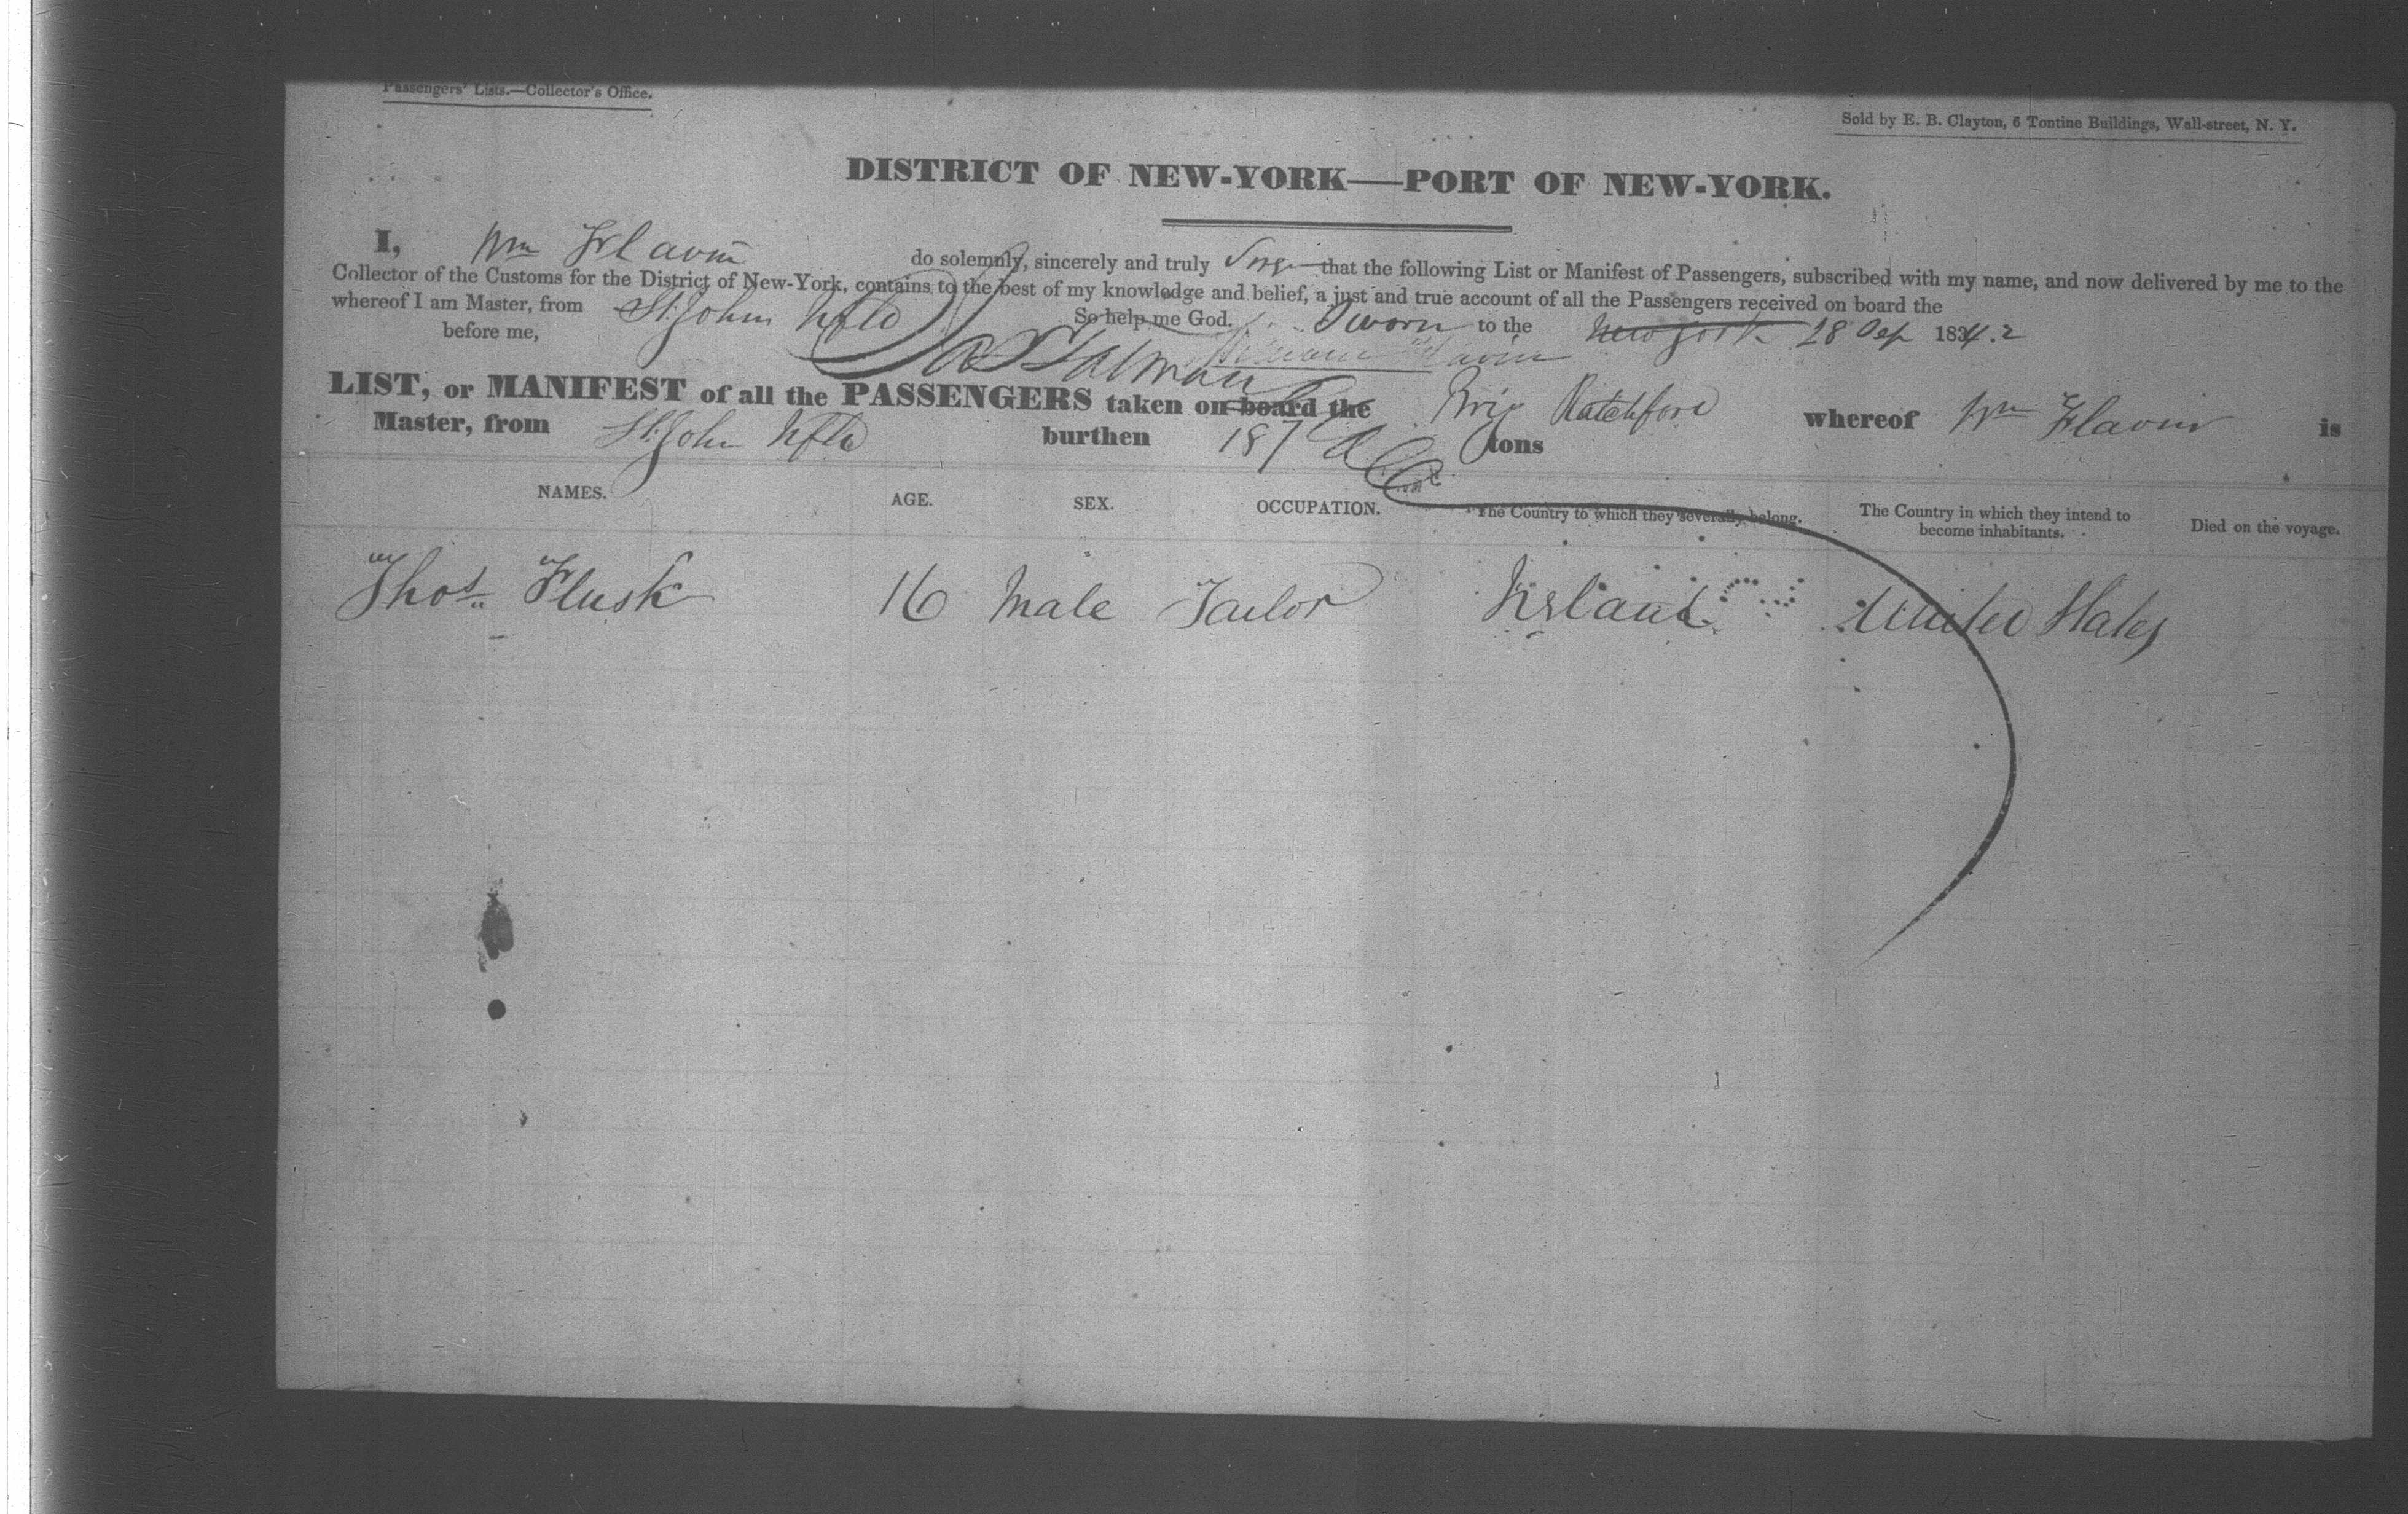 Passengers' Lists.—Collector's Office.
Sold by E. B. Clayton, 6 Tontine Buildings, Wall-street, N. Y.
DISTRICT OF NEW-YORK—PORT OF NEW-YORK.
I, Wm Flavin do solemnly, sincerely and truly that the following List or Manifest of Passengers, subscribed with my name, and now delivered by me to the
Collector of the Customs for the District of New-York, contains to the best of my knowledge and belief, a just and true account of all the Passengers received on board the
whereof I am Master, from St. Johns Nfld So help me God. Sworn to the New York 28 Sep 1842
before me, William Flavin
LIST, or MANIFEST of all the PASSENGERS taken on board the Brig Ratchford whereof Wm Flavin is
Master, from St. John Nfld burthen 187 tons
NAMES. AGE. SEX. OCCUPATION. The Country to which they severally belong. The Country in which they intend to become inhabitants. Died on the voyage.
Thos. Flusk 16 Male Tailor Ireland United States